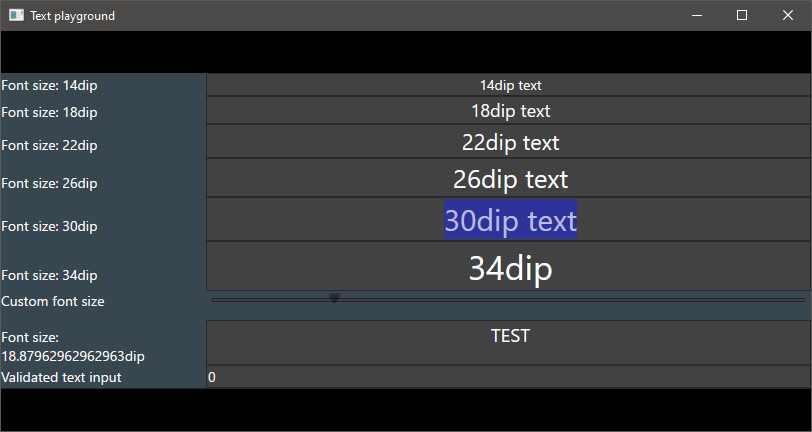 Text playground
Font size: 14dip
14dip text
Font size: 18dip
18dip text
Font size: 22dip
22dip text
Font size: 26dip
26dip text
Font size: 30dip
30dip text
Font size: 34dip
34dip
Custom font size
Font size:
18.87962962962963dip
TEST
Validated text input
0